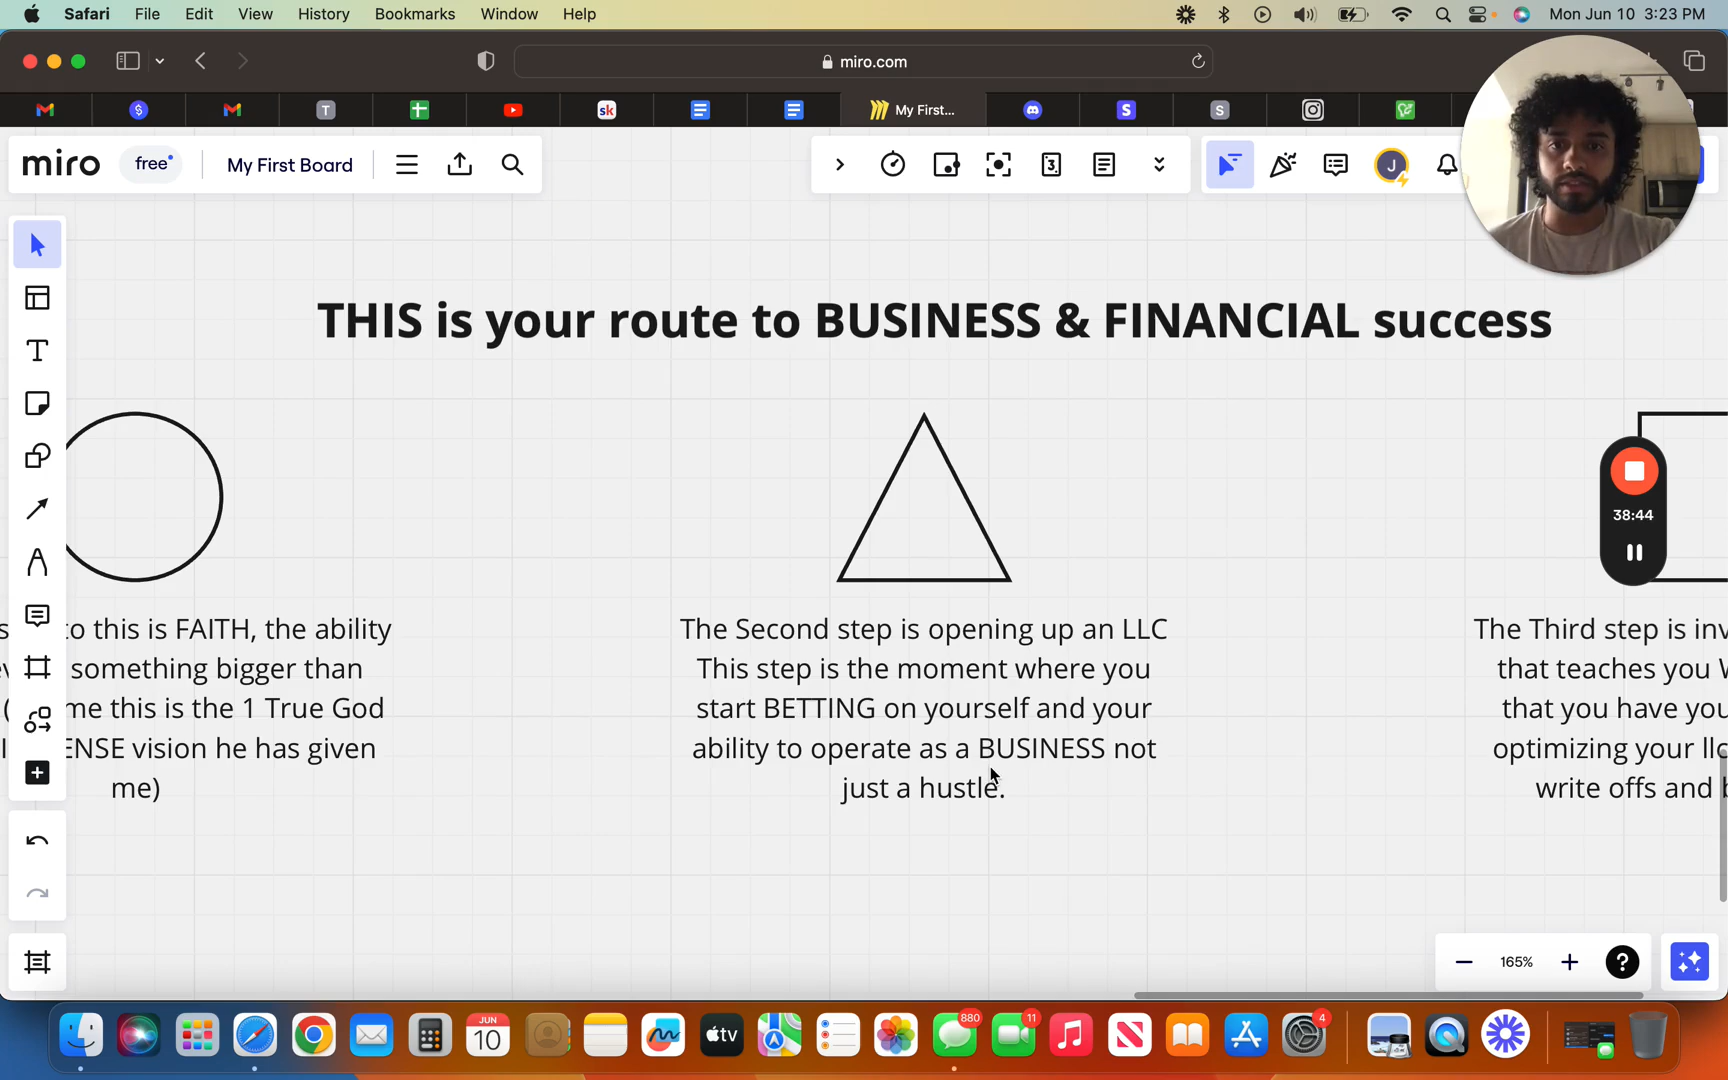 Safari File Edit View History Bookmarks Window Help Mon Jun 10 3:23 PM
miro.com
T sk My First... S S
miro free My First Board 3 J
THIS is your route to BUSINESS & FINANCIAL success
38:44
to this is FAITH, the ability
something bigger than
me this is the 1 True God
ENSE vision he has given
me)
The Second step is opening up an LLC
This step is the moment where you
start BETTING on yourself and your
ability to operate as a BUSINESS not
just a hustle.
The Third step is inv
that teaches you
that you have you
optimizing your llc
write offs and
165% ?
JUN
10 tv 880 11 4